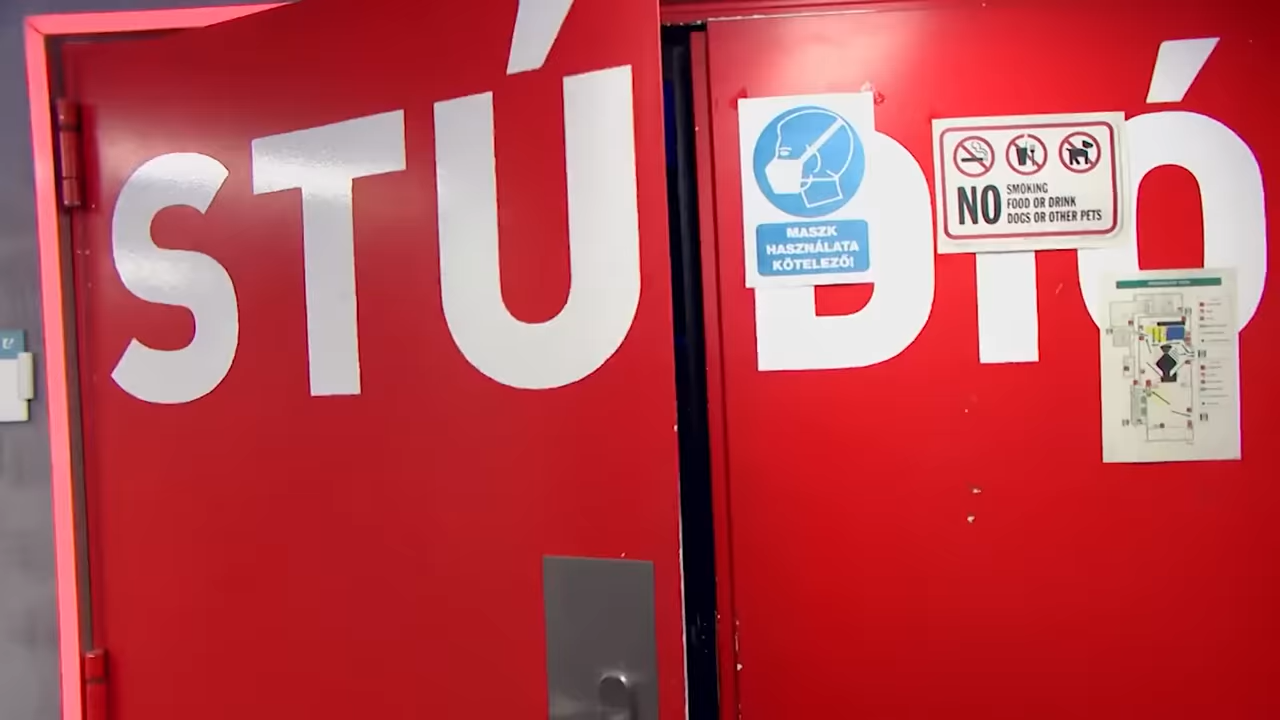 STÚDIÓ
MASZK
HASZNÁLATA
KÖTELEZŐ!
NO
SMOKING
FOOD OR DRINK
DOGS OR OTHER PETS